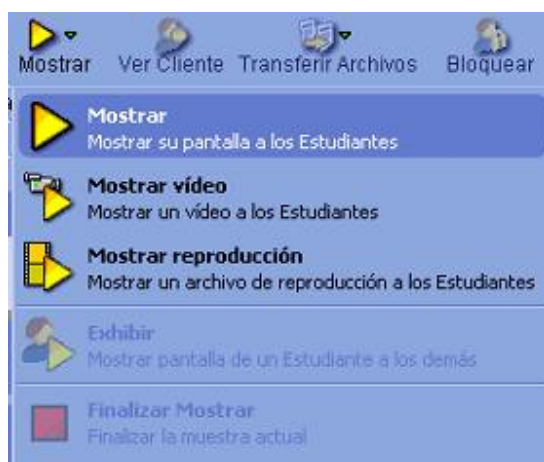 Mostrar Ver Cliente Transferir Archivos Bloquear
Mostrar
Mostrar su pantalla a los Estudiantes
Mostrar vídeo
Mostrar un vídeo a los Estudiantes
Mostrar reproducción
Mostrar un archivo de reproducción a los Estudiantes
Exhibir
Mostrar pantalla de un Estudiante a los demás
Finalizar Mostrar
Finalizar la muestra actual